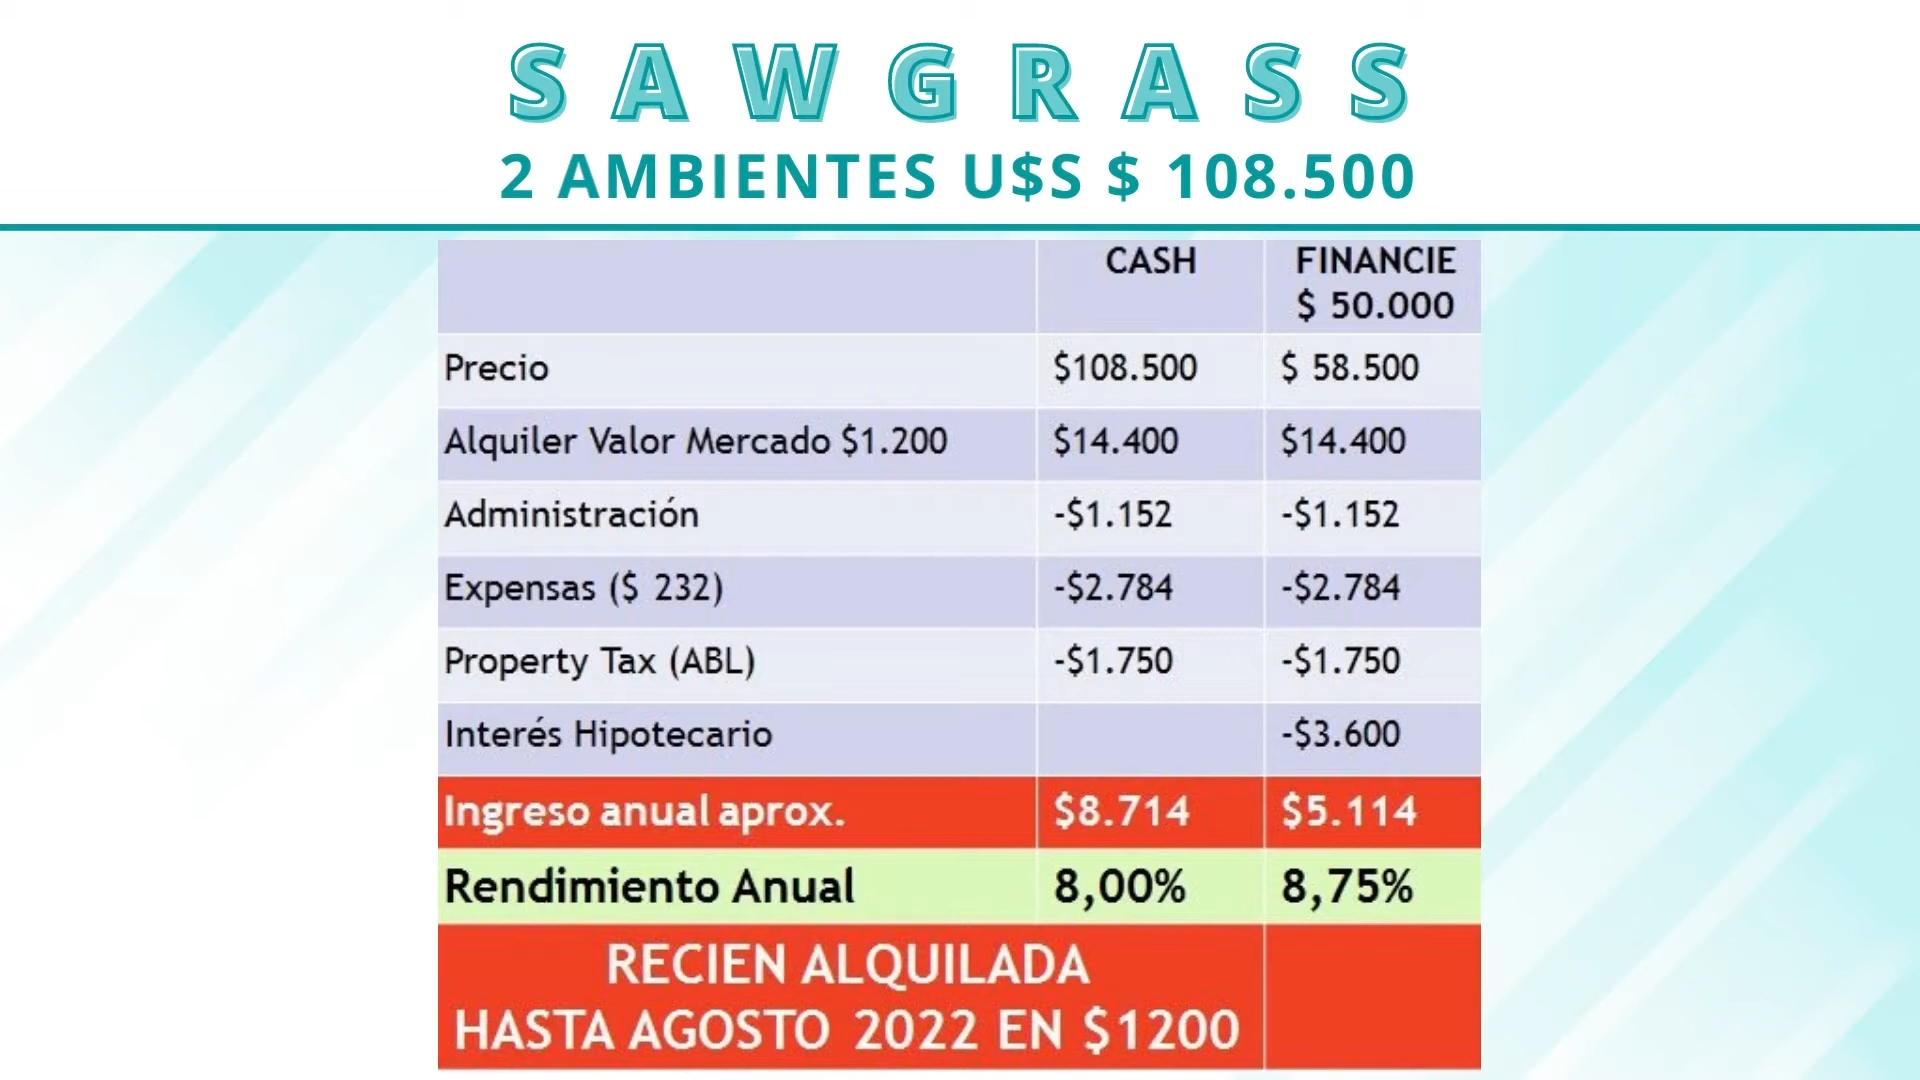 SAWGRASS
2 AMBIENTES U$S $ 108.500
CASH FINANCIE
$ 50.000
Precio $108.500 $ 58.500
Alquiler Valor Mercado $1.200 $14.400 $14.400
Administración -$1.152 -$1.152
Expensas ($ 232) -$2.784 -$2.784
Property Tax (ABL) -$1.750 -$1.750
Interés Hipotecario -$3.600
Ingreso anual aprox. $8.714 $5.114
Rendimiento Anual 8,00% 8,75%
RECIEN ALQUILADA
HASTA AGOSTO 2022 EN $1200